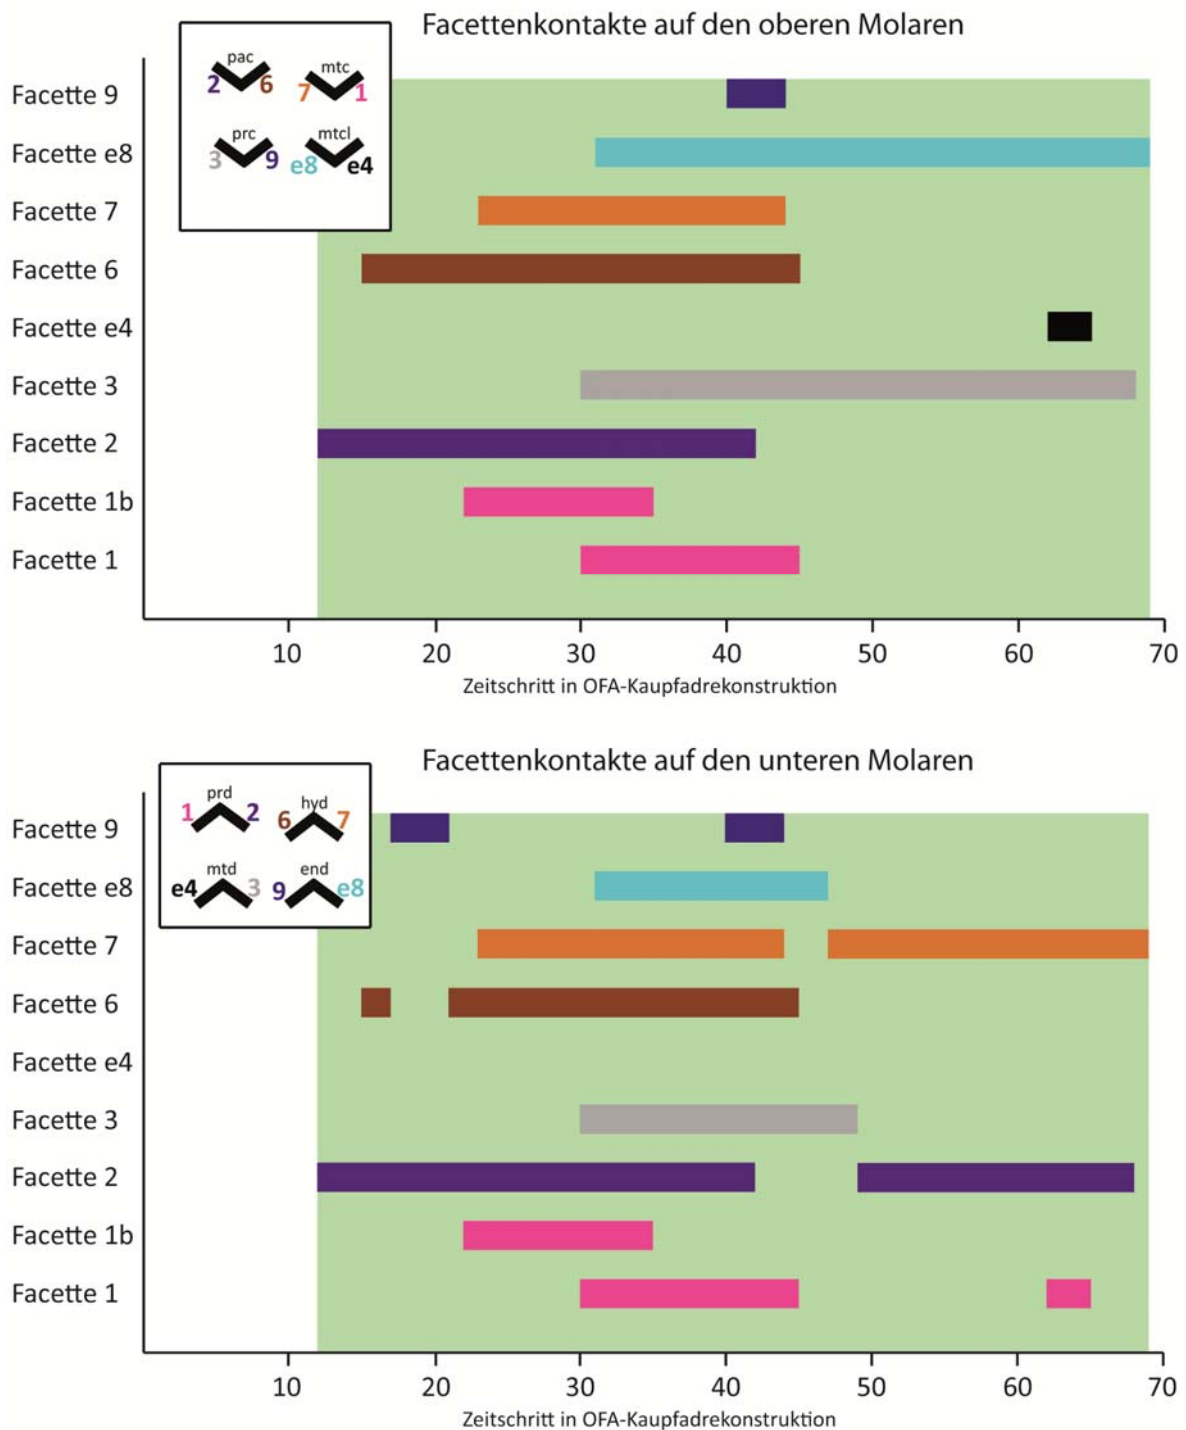 Facettenkontakte auf den oberen Molaren
pac
mtc
2 6 7 1
prc
mtcl
3 9 e8 e4
Facette 9
Facette e8
Facette 7
Facette 6
Facette e4
Facette 3
Facette 2
Facette 1b
Facette 1
10 20 30 40 50 60 70
Zeitschritt in OFA-Kaupfadrekonstruktion
Facettenkontakte auf den unteren Molaren
prd
hyd
1 2 6 7
mtd
end
e4 3 9 e8
Facette 9
Facette e8
Facette 7
Facette 6
Facette e4
Facette 3
Facette 2
Facette 1b
Facette 1
10 20 30 40 50 60 70
Zeitschritt in OFA-Kaupfadrekonstruktion